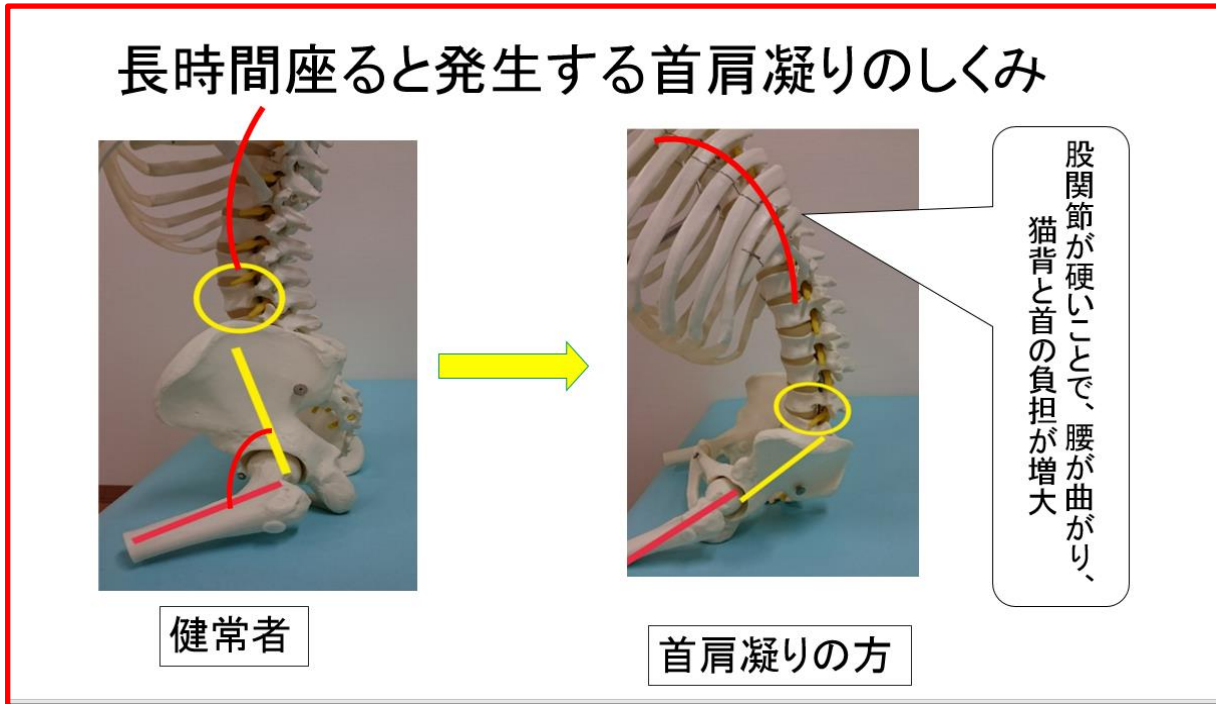 長時間座ると発生する首肩凝りのしくみ
股関節が硬いことで、腰が曲がり、
猫背と首の負担が増大
健常者
首肩凝りの方